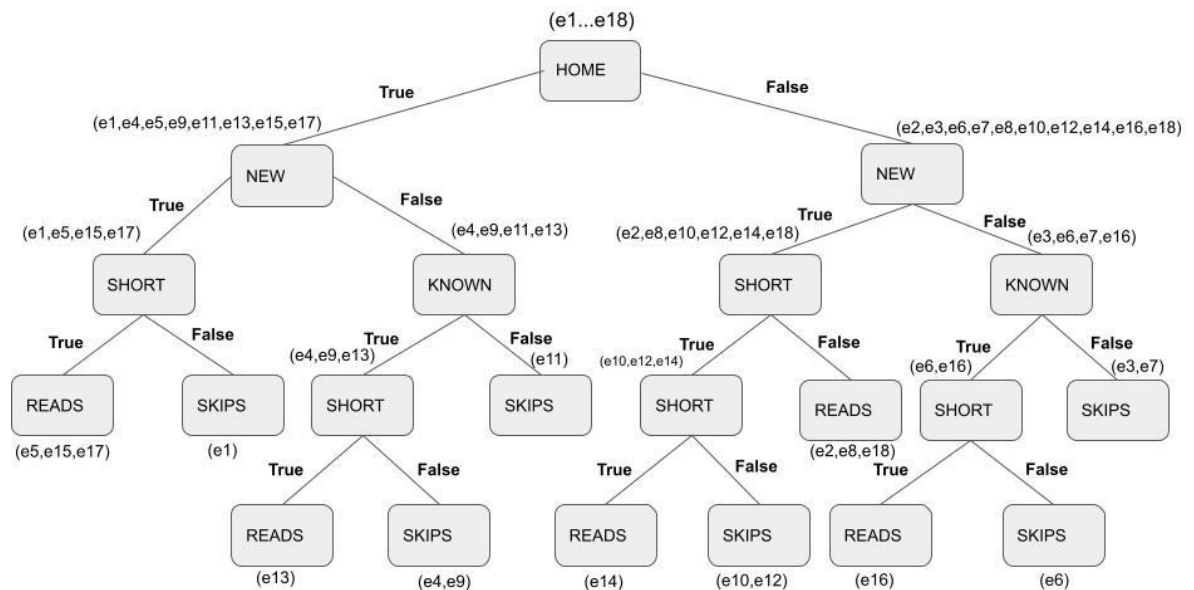 (e1...e18)
HOME
True
False
(e1,e4,e5,e9,e11,e13,e15,e17)
(e2,e3,e6,e7,e8,e10,e12,e14,e16,e18)
NEW
NEW
True
False
True
False
(e1,e5,e15,e17)
(e4,e9,e11,e13)
(e2,e8,e10,e12,e14,e18)
(e3,e6,e7,e16)
SHORT
KNOWN
SHORT
KNOWN
True
False
True
False
True
False
True
False
(e4,e9,e13)
(e11)
(e10,e12,e14)
(e6,e16)
(e3,e7)
READS
SKIPS
SHORT
SKIPS
SHORT
READS
SHORT
SKIPS
(e5,e15,e17)
(e1)
(e2,e8,e18)
True
False
True
False
True
False
READS
SKIPS
READS
SKIPS
READS
SKIPS
(e13)
(e4,e9)
(e14)
(e10,e12)
(e16)
(e6)